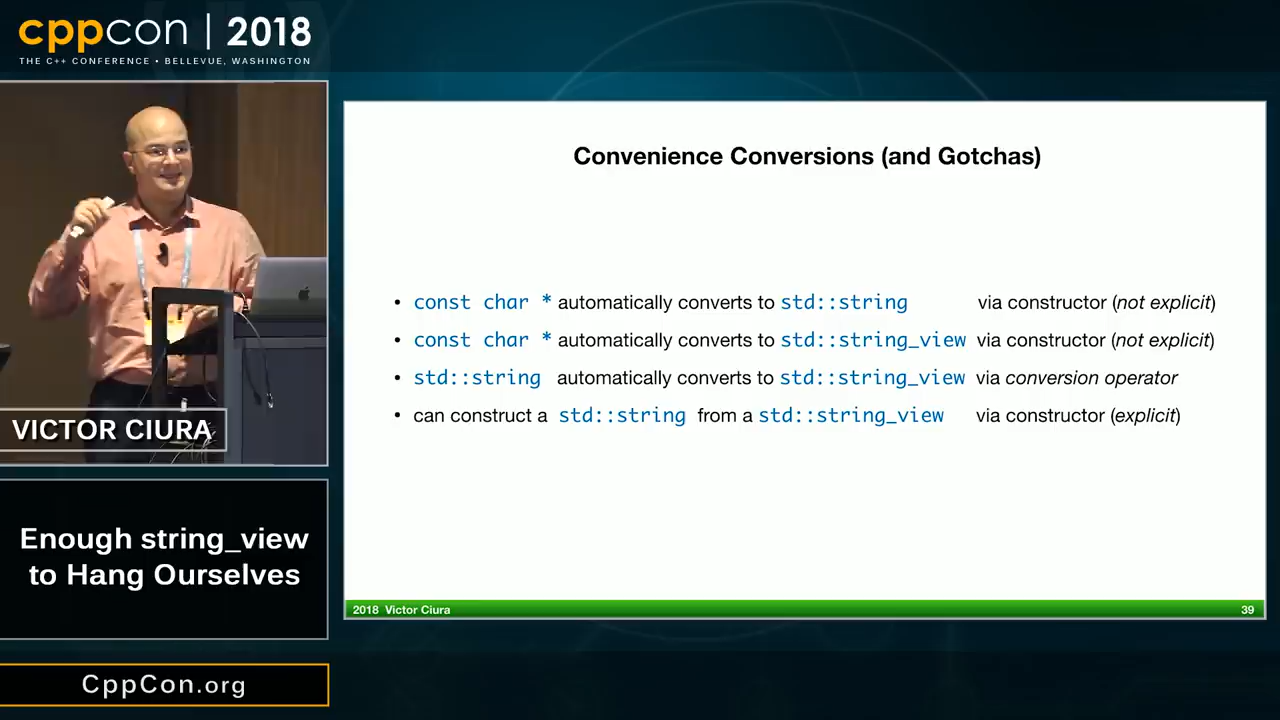 cppcon | 2018
THE C++ CONFERENCE • BELLEVUE, WASHINGTON
VICTOR CIURA
Enough string_view
to Hang Ourselves
CppCon.org
Convenience Conversions (and Gotchas)
• const char * automatically converts to std::string via constructor (not explicit)
• const char * automatically converts to std::string_view via constructor (not explicit)
• std::string automatically converts to std::string_view via conversion operator
• can construct a std::string from a std::string_view via constructor (explicit)
2018 Victor Ciura 39